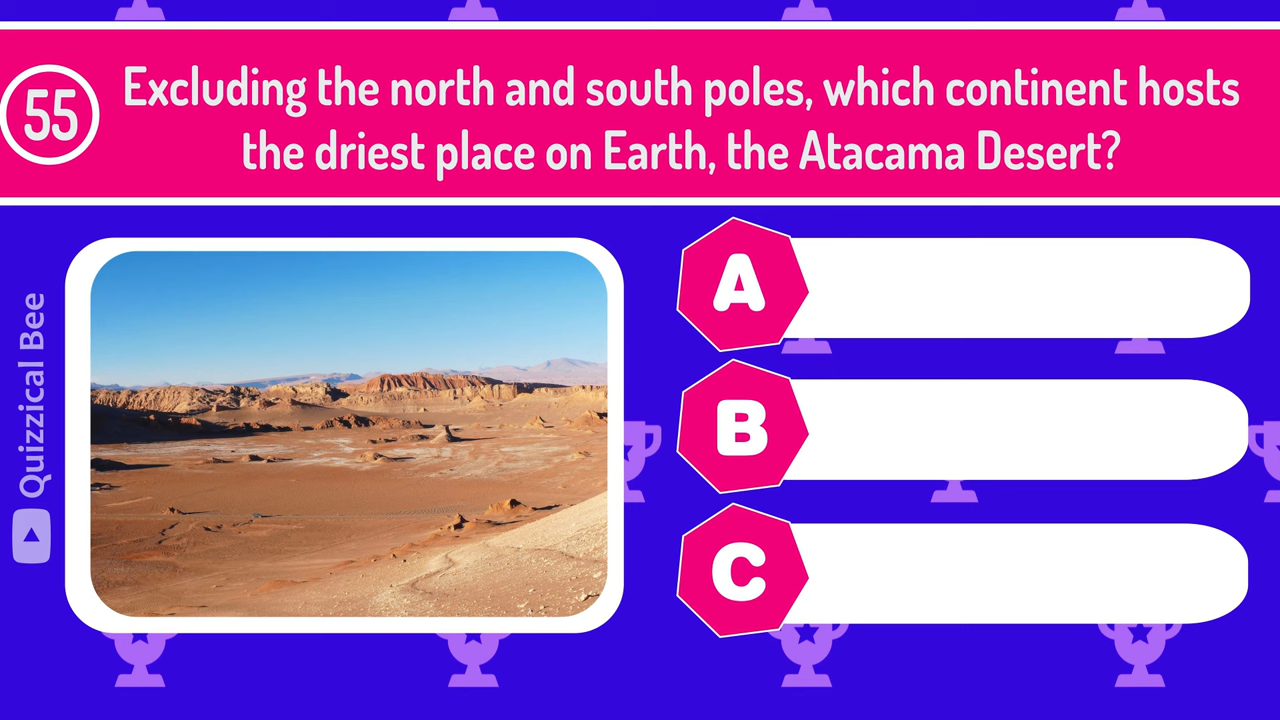 55
Excluding the north and south poles, which continent hosts
the driest place on Earth, the Atacama Desert?
Quizzical Bee
A
B
C